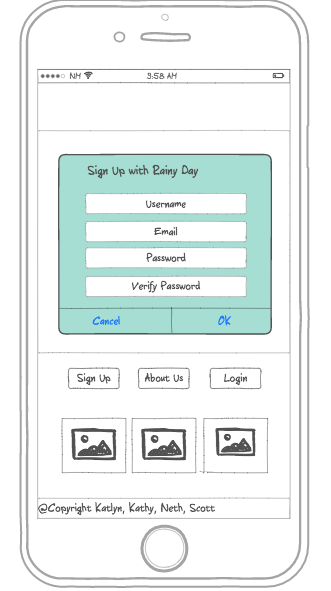 NH 3:58 AM
Sign Up with Rainy Day
Username
Email
Password
Verify Password
Cancel OK
Sign Up About Us Login
@Copyright Katlyn, Kathy, Neth, Scott